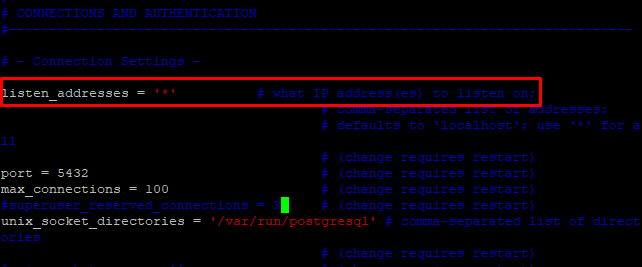 # CONNECTIONS AND AUTHENTICATION
#------------------------------------------------------------------------------
# - Connection Settings -
listen_addresses = '*' # what IP address(es) to listen on;
# comma-separated list of addresses;
# defaults to 'localhost'; use '*' for a
ll
# (change requires restart)
port = 5432 # (change requires restart)
max_connections = 100 # (change requires restart)
#superuser_reserved_connections = 3 # (change requires restart)
unix_socket_directories = '/var/run/postgresql' # comma-separated list of direct
ories
# (change requires restart)